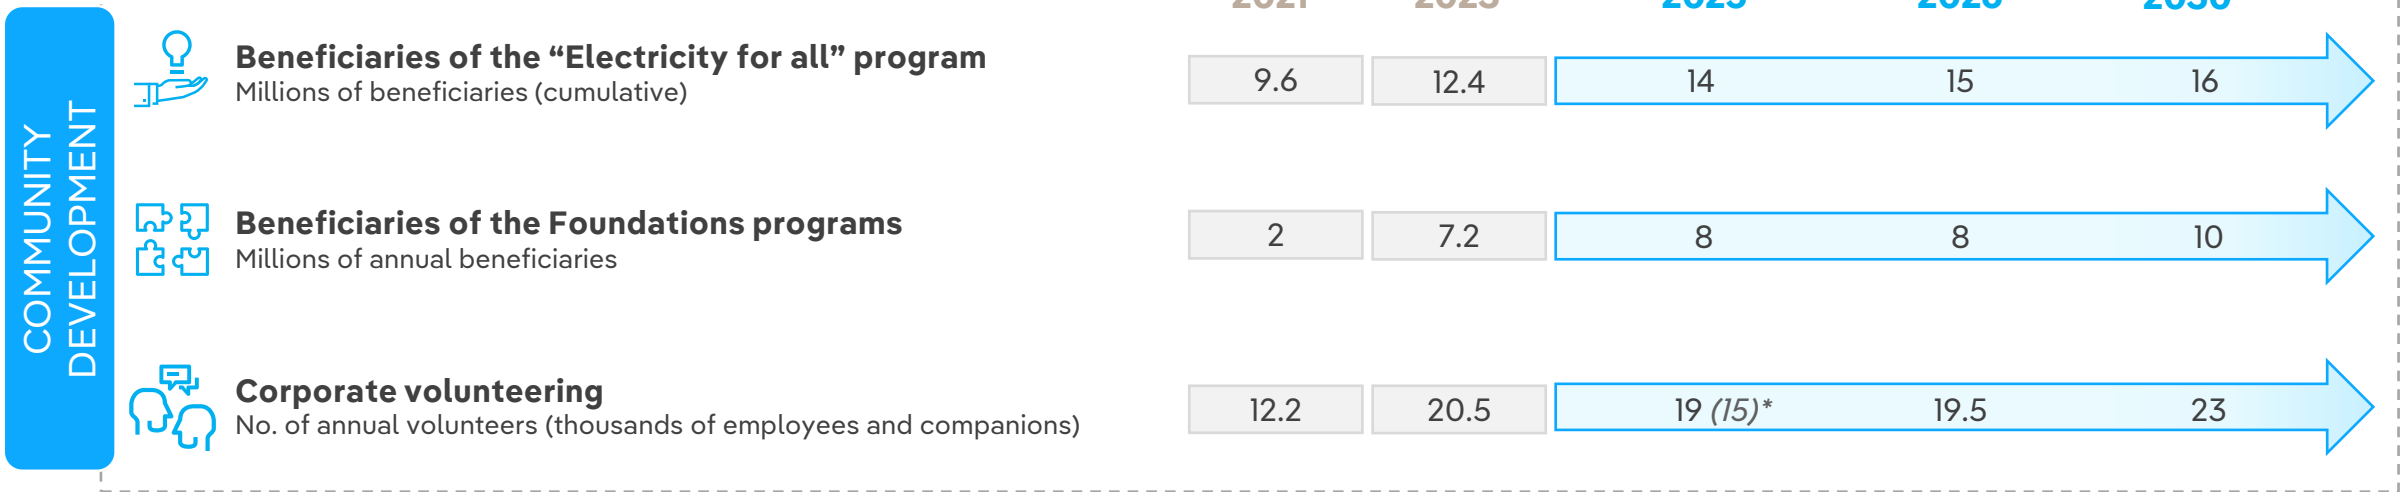 COMMUNITY
DEVELOPMENT
Beneficiaries of the “Electricity for all” program
Millions of beneficiaries (cumulative)
9.6 12.4 14 15 16
Beneficiaries of the Foundations programs
Millions of annual beneficiaries
2 7.2 8 8 10
Corporate volunteering
No. of annual volunteers (thousands of employees and companions)
12.2 20.5 19 (15)* 19.5 23